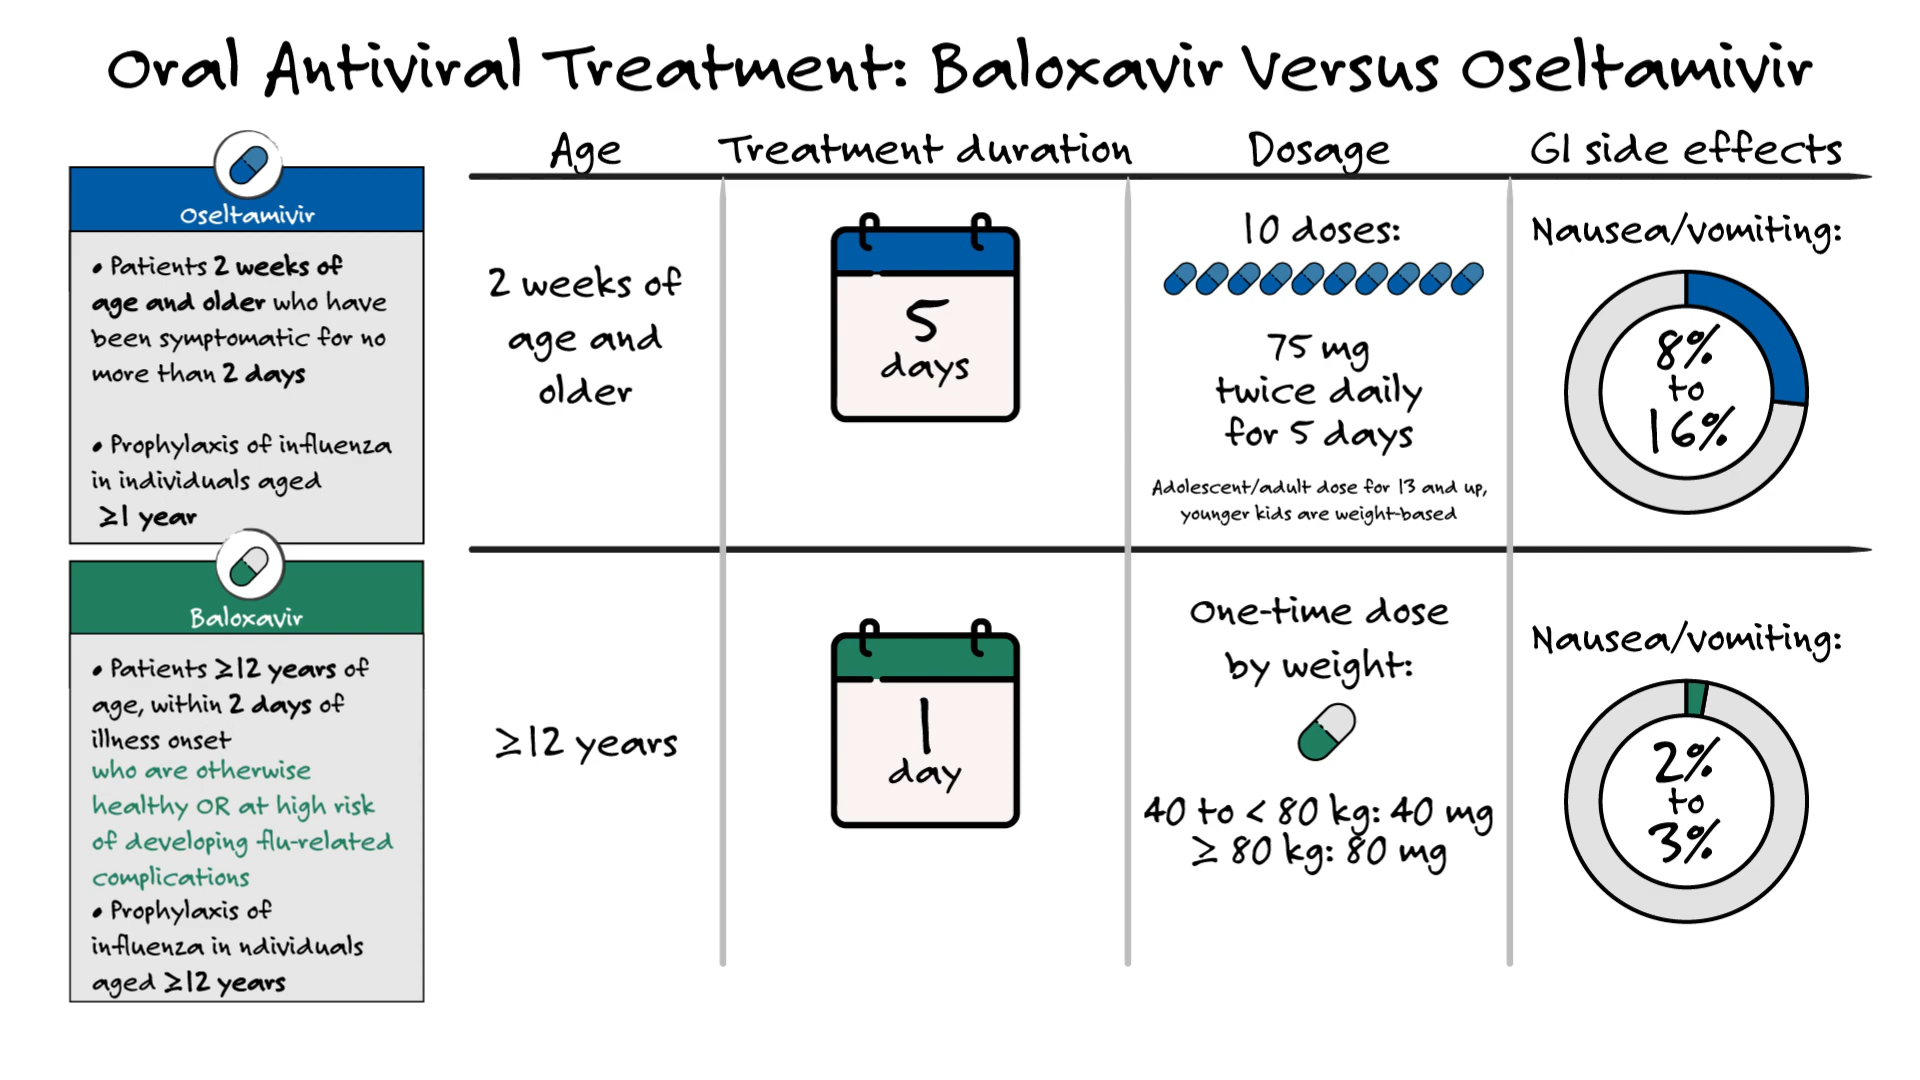 Oral Antiviral Treatment: Baloxavir Versus Oseltamivir
Age
Treatment duration
Dosage
GI side effects
Oseltamivir
• Patients 2 weeks of
age and older who have
been symptomatic for no
more than 2 days
• Prophylaxis of influenza
in individuals aged
≥1 year
2 weeks of
age and
older
5
days
10 doses:
75 mg
twice daily
for 5 days
Adolescent/adult dose for 13 and up,
younger kids are weight-based
Nausea/vomiting:
8%
to
16%
Baloxavir
• Patients ≥12 years of
age, within 2 days of
illness onset
who are otherwise
healthy OR at high risk
of developing flu-related
complications
• Prophylaxis of
influenza in ndividuals
aged ≥12 years
≥12 years
1
day
One-time dose
by weight:
40 to < 80 kg: 40 mg
≥ 80 kg: 80 mg
Nausea/vomiting:
2%
to
3%